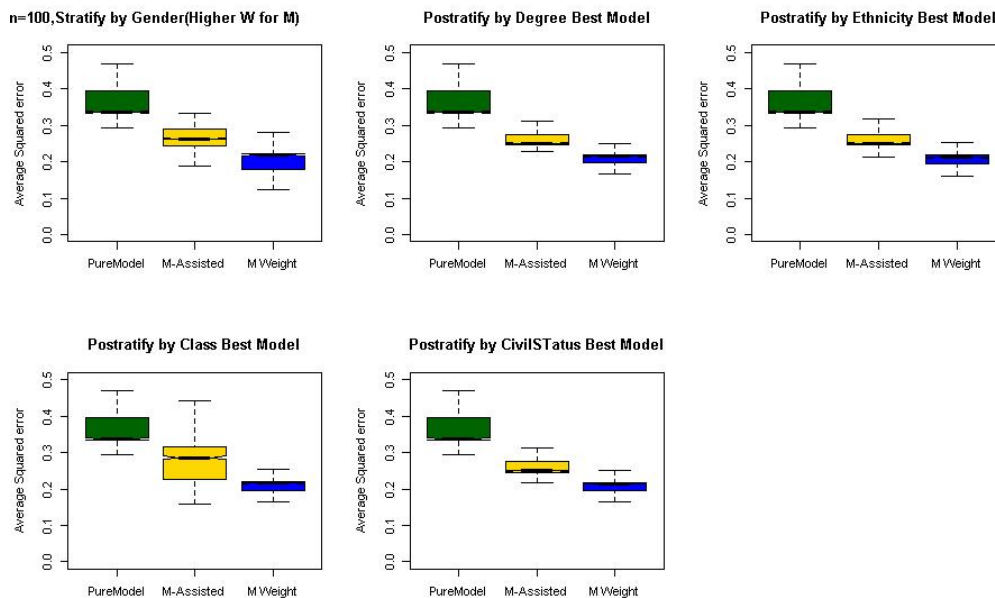 n=100,Stratify by Gender(Higher W for M)
Postratify by Degree Best Model
Postratify by Ethnicity Best Model
Average Squared error
0.0 0.1 0.2 0.3 0.4 0.5
PureModel M-Assisted M Weight
Average Squared error
0.0 0.1 0.2 0.3 0.4 0.5
PureModel M-Assisted M Weight
Average Squared error
0.0 0.1 0.2 0.3 0.4 0.5
PureModel M-Assisted M Weight
Postratify by Class Best Model
Postratify by CivilSTatus Best Model
Average Squared error
0.0 0.1 0.2 0.3 0.4 0.5
PureModel M-Assisted M Weight
Average Squared error
0.0 0.1 0.2 0.3 0.4 0.5
PureModel M-Assisted M Weight